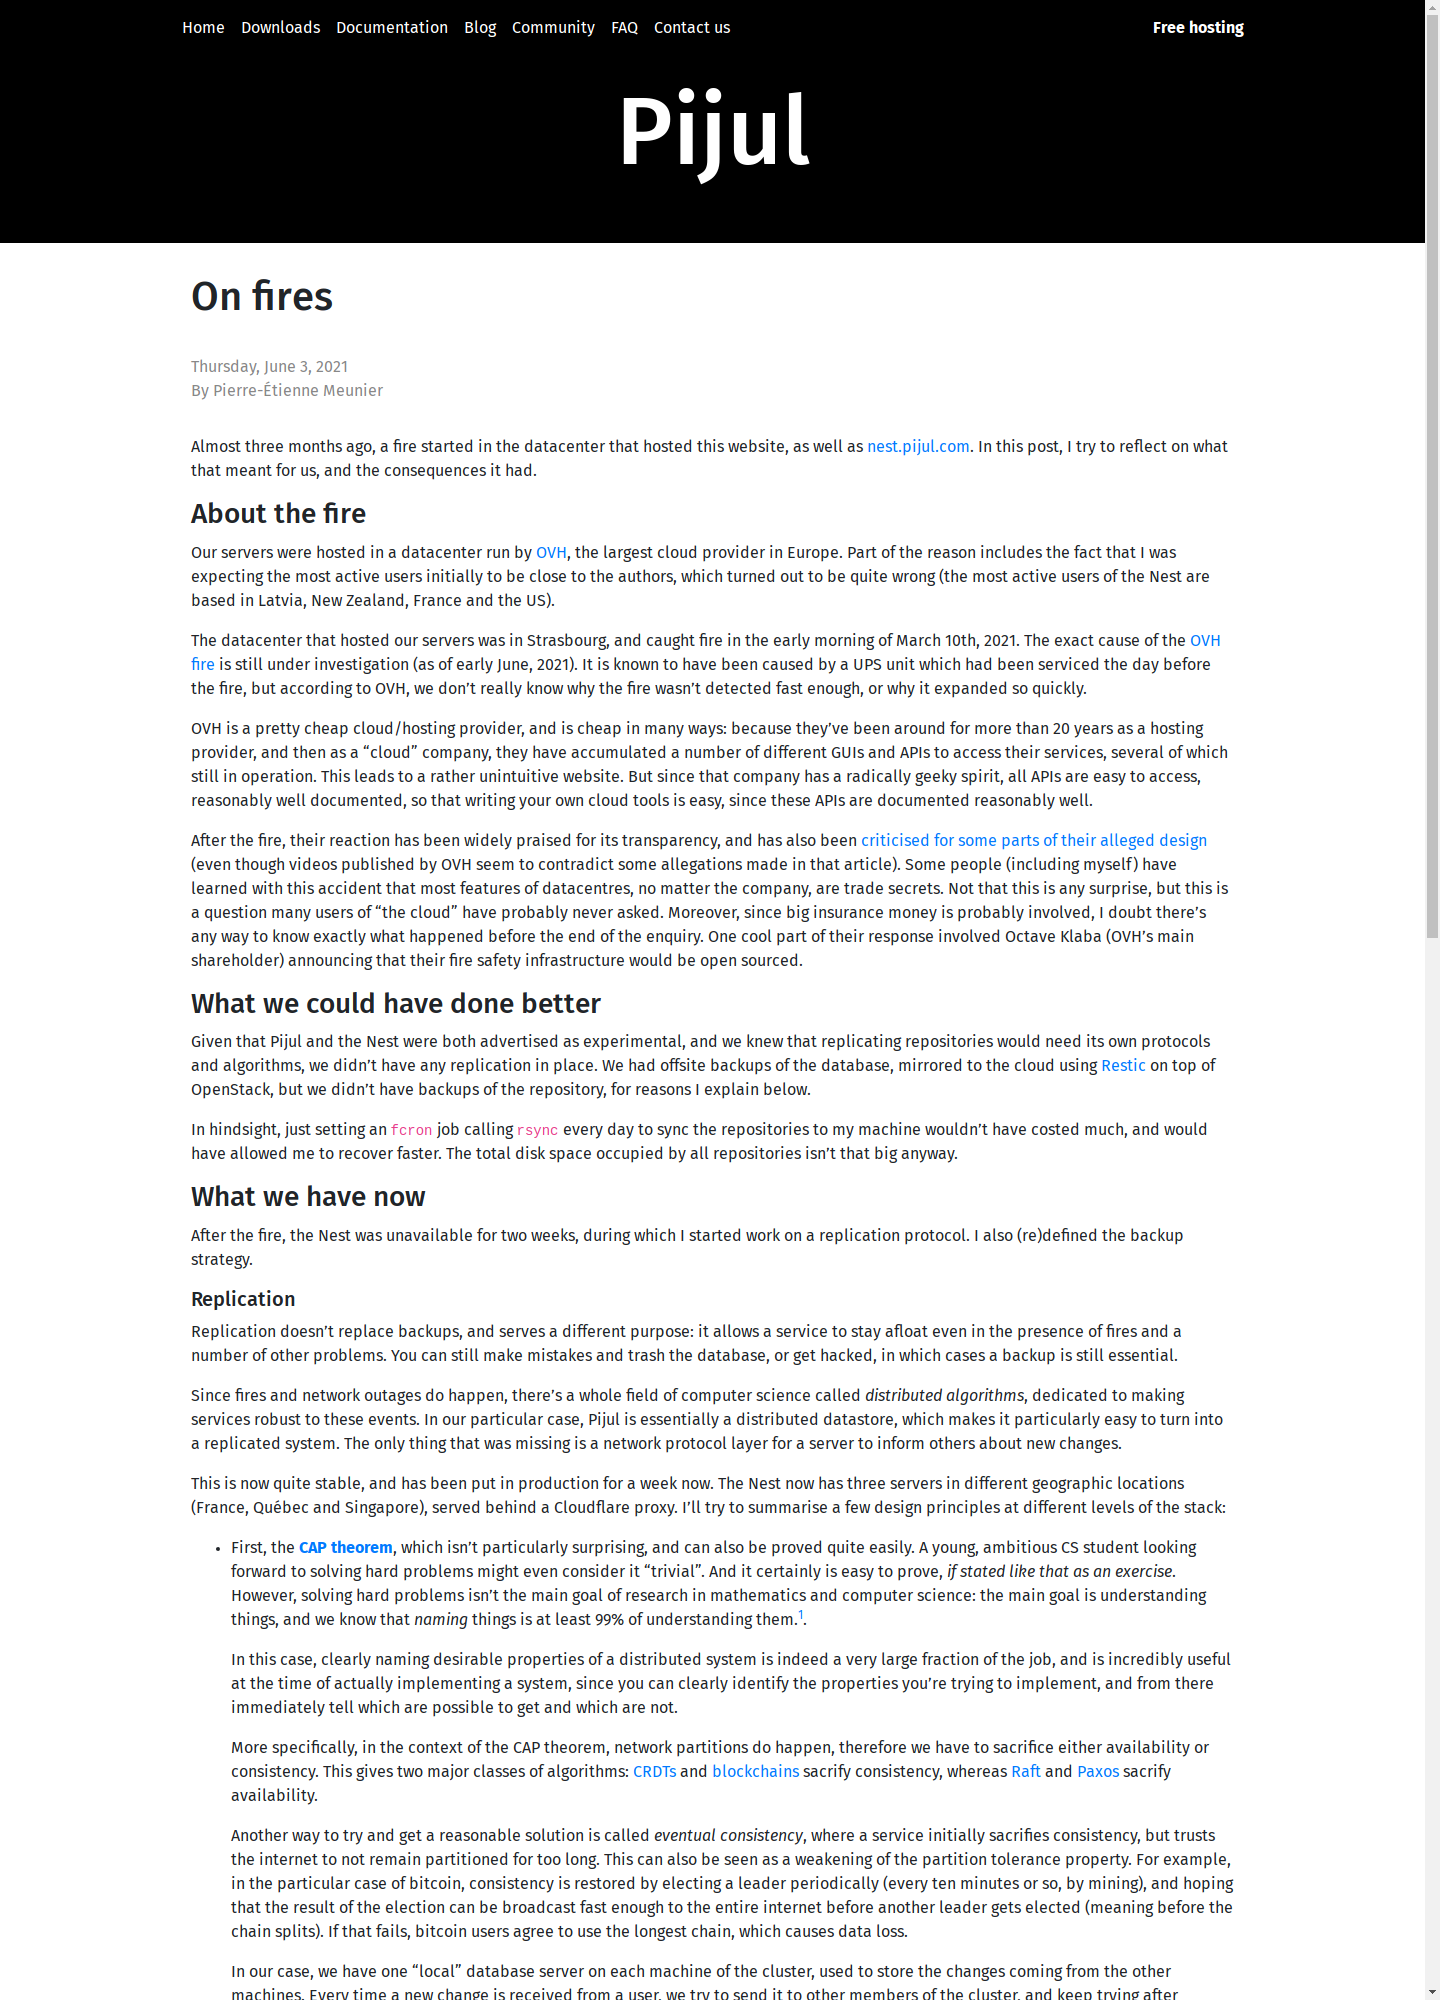 Home Downloads Documentation Blog Community FAQ Contact us Free hosting
Pijul
On fires
Thursday, June 3, 2021
By Pierre-Étienne Meunier
Almost three months ago, a fire started in the datacenter that hosted this website, as well as nest.pijul.com. In this post, I try to reflect on what
that meant for us, and the consequences it had.
About the fire
Our servers were hosted in a datacenter run by OVH, the largest cloud provider in Europe. Part of the reason includes the fact that I was
expecting the most active users initially to be close to the authors, which turned out to be quite wrong (the most active users of the Nest are
based in Latvia, New Zealand, France and the US).
The datacenter that hosted our servers was in Strasbourg, and caught fire in the early morning of March 10th, 2021. The exact cause of the OVH
fire is still under investigation (as of early June, 2021). It is known to have been caused by a UPS unit which had been serviced the day before
the fire, but according to OVH, we don’t really know why the fire wasn’t detected fast enough, or why it expanded so quickly.
OVH is a pretty cheap cloud/hosting provider, and is cheap in many ways: because they’ve been around for more than 20 years as a hosting
provider, and then as a “cloud” company, they have accumulated a number of different GUIs and APIs to access their services, several of which
still in operation. This leads to a rather unintuitive website. But since that company has a radically geeky spirit, all APIs are easy to access,
reasonably well documented, so that writing your own cloud tools is easy, since these APIs are documented reasonably well.
After the fire, their reaction has been widely praised for its transparency, and has also been criticised for some parts of their alleged design
(even though videos published by OVH seem to contradict some allegations made in that article). Some people (including myself) have
learned with this accident that most features of datacentres, no matter the company, are trade secrets. Not that this is any surprise, but this is
a question many users of “the cloud” have probably never asked. Moreover, since big insurance money is probably involved, I doubt there’s
any way to know exactly what happened before the end of the enquiry. One cool part of their response involved Octave Klaba (OVH’s main
shareholder) announcing that their fire safety infrastructure would be open sourced.
What we could have done better
Given that Pijul and the Nest were both advertised as experimental, and we knew that replicating repositories would need its own protocols
and algorithms, we didn’t have any replication in place. We had offsite backups of the database, mirrored to the cloud using Restic on top of
OpenStack, but we didn’t have backups of the repository, for reasons I explain below.
In hindsight, just setting an fcron job calling rsync every day to sync the repositories to my machine wouldn’t have costed much, and would
have allowed me to recover faster. The total disk space occupied by all repositories isn’t that big anyway.
What we have now
After the fire, the Nest was unavailable for two weeks, during which I started work on a replication protocol. I also (re)defined the backup
strategy.
Replication
Replication doesn’t replace backups, and serves a different purpose: it allows a service to stay afloat even in the presence of fires and a
number of other problems. You can still make mistakes and trash the database, or get hacked, in which cases a backup is still essential.
Since fires and network outages do happen, there’s a whole field of computer science called distributed algorithms, dedicated to making
services robust to these events. In our particular case, Pijul is essentially a distributed datastore, which makes it particularly easy to turn into
a replicated system. The only thing that was missing is a network protocol layer for a server to inform others about new changes.
This is now quite stable, and has been put in production for a week now. The Nest now has three servers in different geographic locations
(France, Québec and Singapore), served behind a Cloudflare proxy. I’ll try to summarise a few design principles at different levels of the stack:
• First, the CAP theorem, which isn’t particularly surprising, and can also be proved quite easily. A young, ambitious CS student looking
forward to solving hard problems might even consider it “trivial”. And it certainly is easy to prove, if stated like that as an exercise.
However, solving hard problems isn’t the main goal of research in mathematics and computer science: the main goal is understanding
things, and we know that naming things is at least 99% of understanding them.1.
In this case, clearly naming desirable properties of a distributed system is indeed a very large fraction of the job, and is incredibly useful
at the time of actually implementing a system, since you can clearly identify the properties you’re trying to implement, and from there
immediately tell which are possible to get and which are not.
More specifically, in the context of the CAP theorem, network partitions do happen, therefore we have to sacrifice either availability or
consistency. This gives two major classes of algorithms: CRDTs and blockchains sacrify consistency, whereas Raft and Paxos sacrify
availability.
Another way to try and get a reasonable solution is called eventual consistency, where a service initially sacrifies consistency, but trusts
the internet to not remain partitioned for too long. This can also be seen as a weakening of the partition tolerance property. For example,
in the particular case of bitcoin, consistency is restored by electing a leader periodically (every ten minutes or so, by mining), and hoping
that the result of the election can be broadcast fast enough to the entire internet before another leader gets elected (meaning before the
chain splits). If that fails, bitcoin users agree to use the longest chain, which causes data loss.
In our case, we have one “local” database server on each machine of the cluster, used to store the changes coming from the other
machines. Every time a new change is received from a user, we try to send it to other members of the cluster, and keep trying after